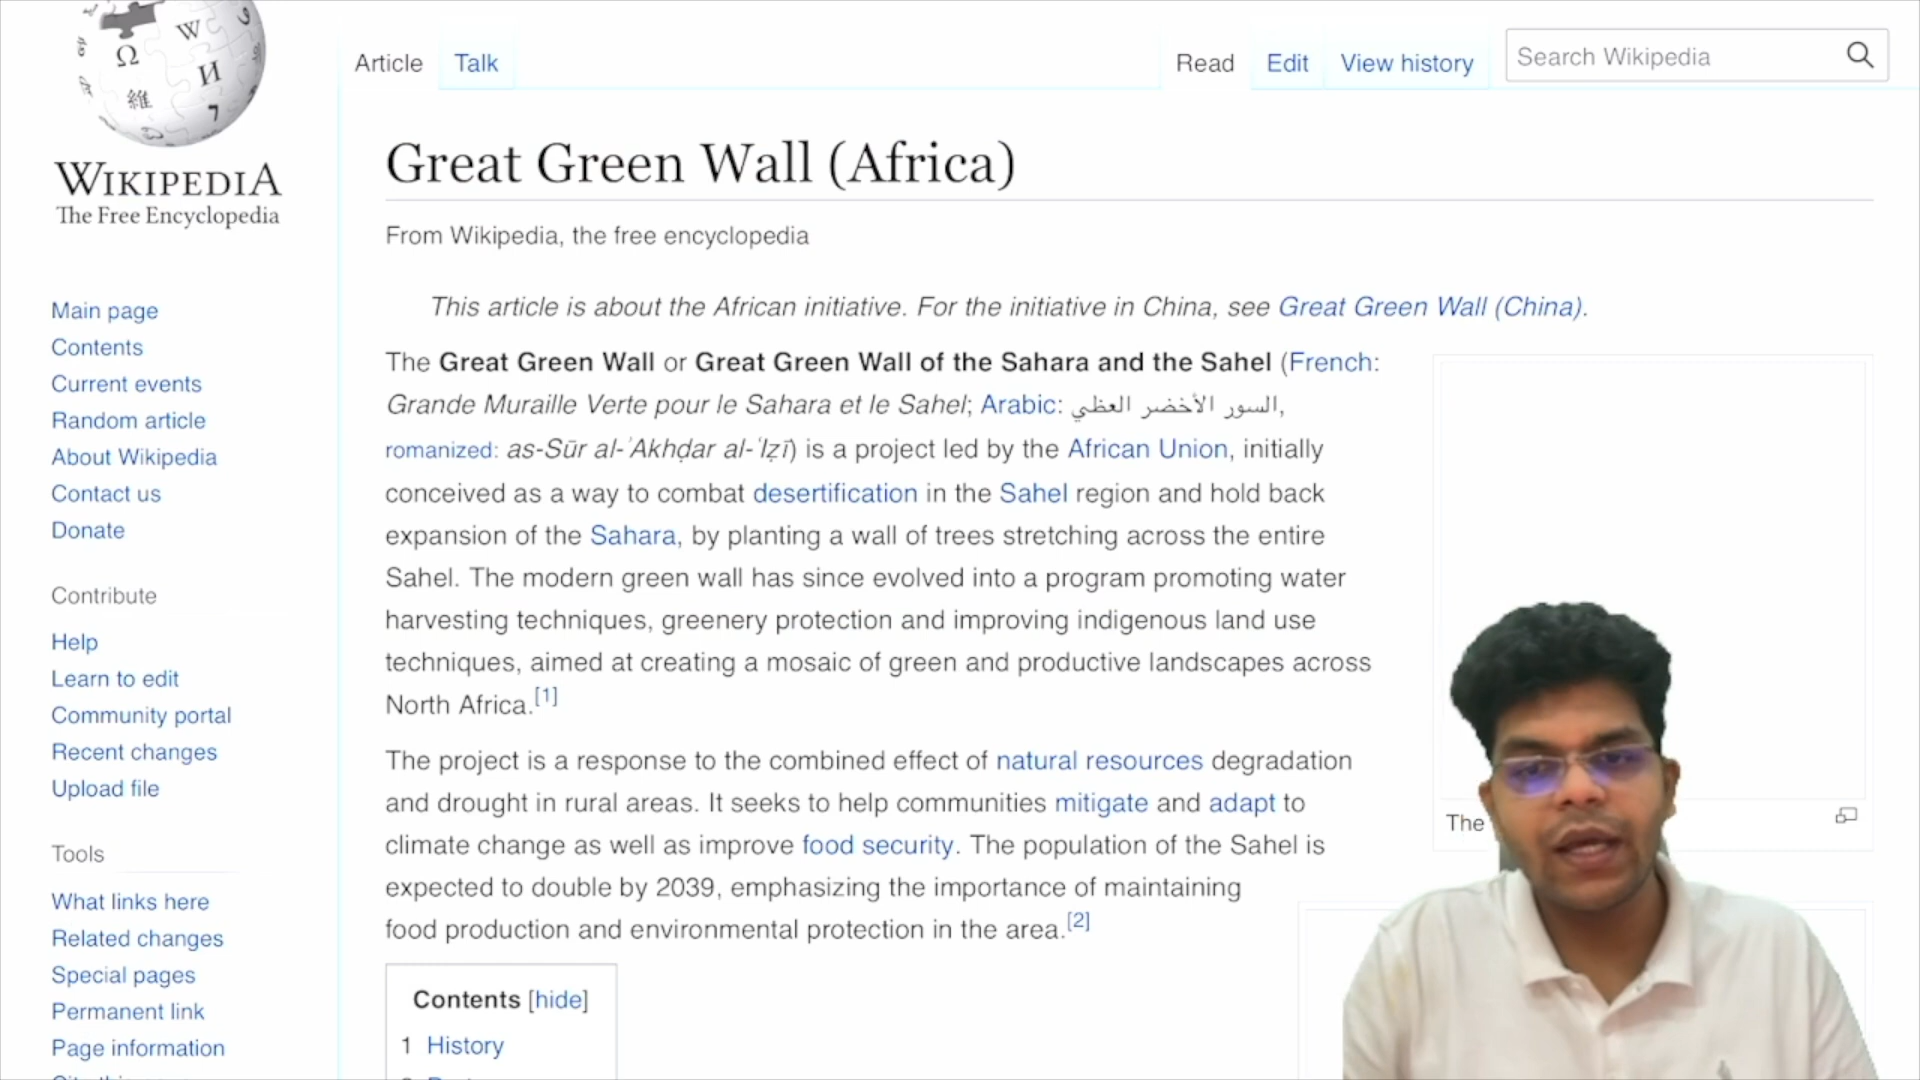 Ω
W
И
維
7
WIKIPEDIA
The Free Encyclopedia
Main page
Contents
Current events
Random article
About Wikipedia
Contact us
Donate
Contribute
Help
Learn to edit
Community portal
Recent changes
Upload file
Tools
What links here
Related changes
Special pages
Permanent link
Page information
Article Talk Read Edit View history Search Wikipedia
Great Green Wall (Africa)
From Wikipedia, the free encyclopedia
This article is about the African initiative. For the initiative in China, see Great Green Wall (China).
The Great Green Wall or Great Green Wall of the Sahara and the Sahel (French:
Grande Muraille Verte pour le Sahara et le Sahel; Arabic: السور الأخضر العظي,
romanized: as-Sūr al-ʾAkhḍar al-ʿIẓī) is a project led by the African Union, initially
conceived as a way to combat desertification in the Sahel region and hold back
expansion of the Sahara, by planting a wall of trees stretching across the entire
Sahel. The modern green wall has since evolved into a program promoting water
harvesting techniques, greenery protection and improving indigenous land use
techniques, aimed at creating a mosaic of green and productive landscapes across
North Africa.[1]
The project is a response to the combined effect of natural resources degradation
and drought in rural areas. It seeks to help communities mitigate and adapt to
climate change as well as improve food security. The population of the Sahel is
expected to double by 2039, emphasizing the importance of maintaining
food production and environmental protection in the area.[2]
Contents [hide]
1 History
The